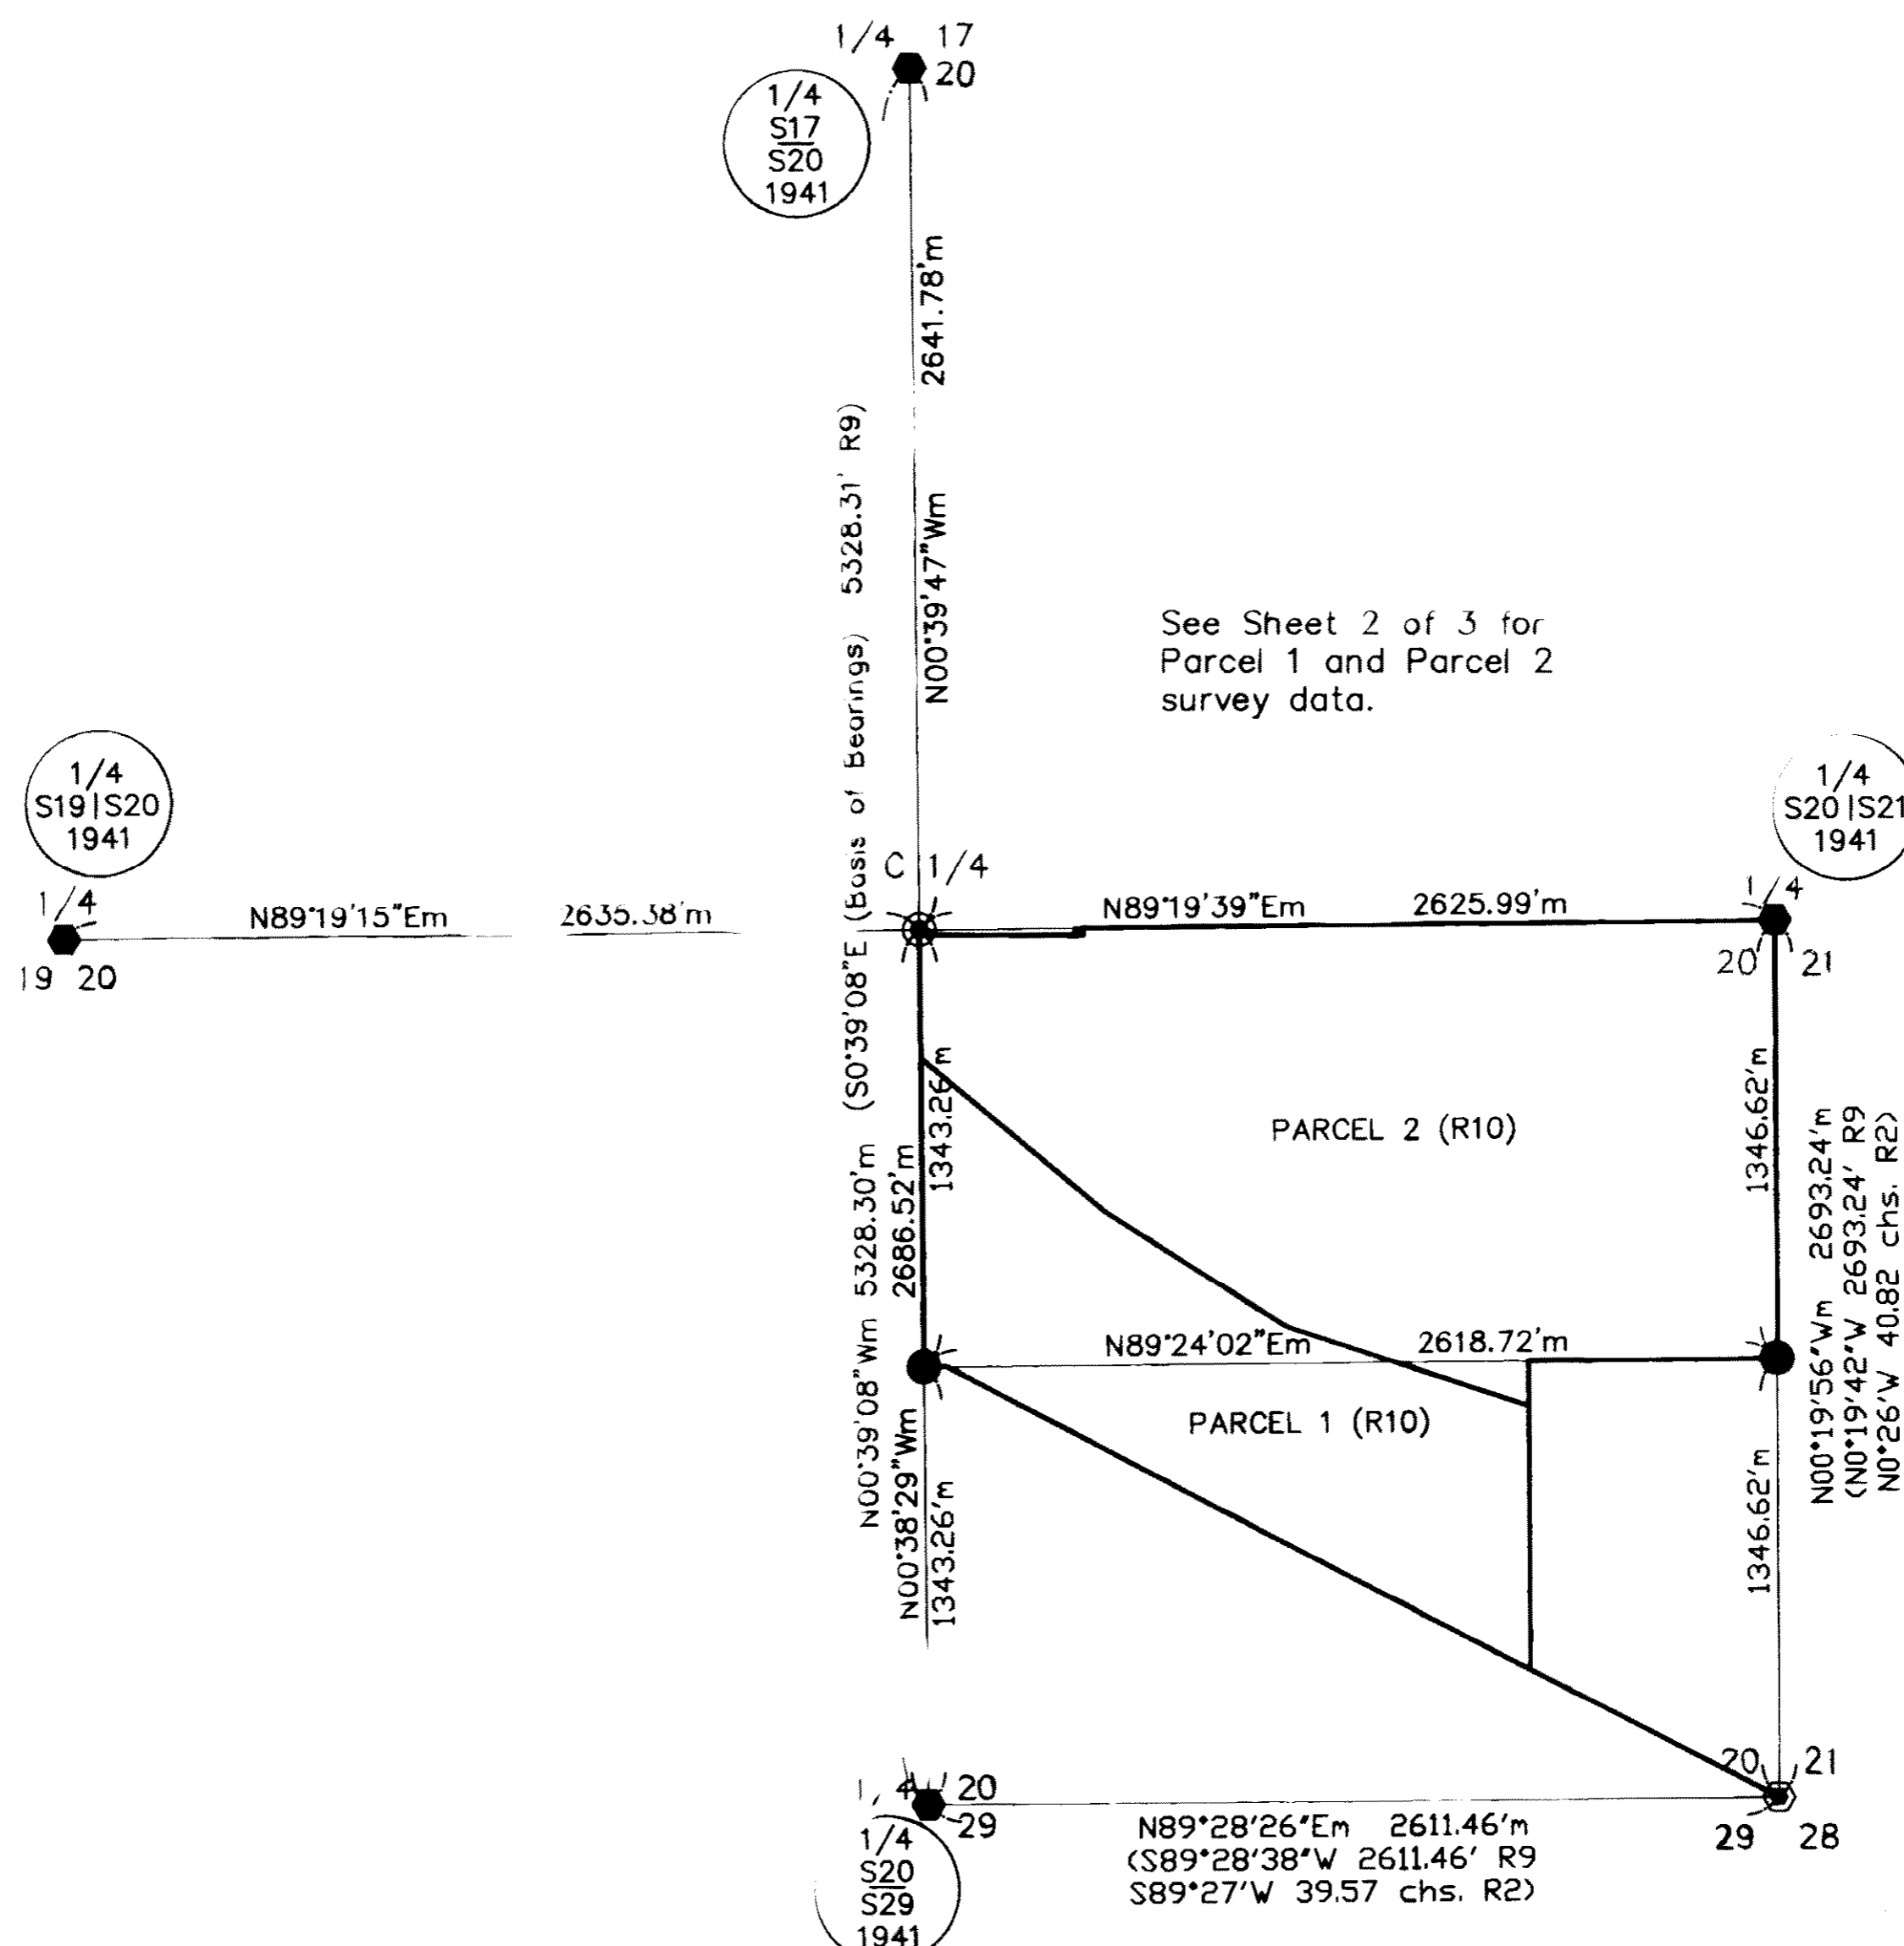 1/4 17
20
1/4
S17
S20
1941
2641.78'm
N00°39'47"Wm
(S0°39'08"E (Basis of Bearings) 5328.31' R9)
See Sheet 2 of 3 for
Parcel 1 and Parcel 2
survey data.
1/4
S19|S20
1941
1/4
S20|S21
1941
C 1/4
1/4
19 20
N89°19'15"Em 2635.38'm
N89°19'39"Em 2625.99'm
1/4
20 21
1343.26'm
2686.52'm
N00°39'08"Wm 5328.30'm
PARCEL 2 (R10)
1346.62'm
N00°19'56"Wm 2693.24'm
(N0°19'42"W 2693.24' R9
N0°26'W 40.82 chs. R2)
N89°24'02"Em 2618.72'm
PARCEL 1 (R10)
N00°38'29"Wm
1343.26'm
1346.62'm
20 21
29 28
1/4 20
29
1/4
S20
S29
1941
N89°28'26"Em 2611.46'm
(S89°28'38"W 2611.46' R9
S89°27'W 39.57 chs. R2)